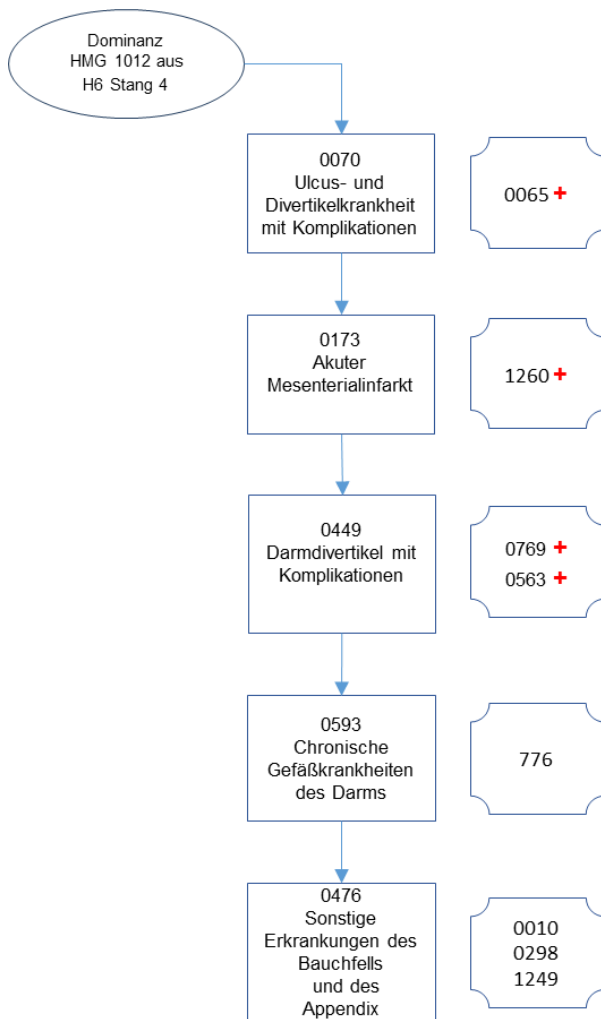 Dominanz
HMG 1012 aus
H6 Stang 4
0070
Ulcus- und
Divertikelkrankheit
mit Komplikationen
0065 +
0173
Akuter
Mesenterialinfarkt
1260 +
0449
Darmdivertikel mit
Komplikationen
0769 +
0563 +
0593
Chronische
Gefäßkrankheiten
des Darms
776
0476
Sonstige
Erkrankungen des
Bauchfells
und des
Appendix
0010
0298
1249